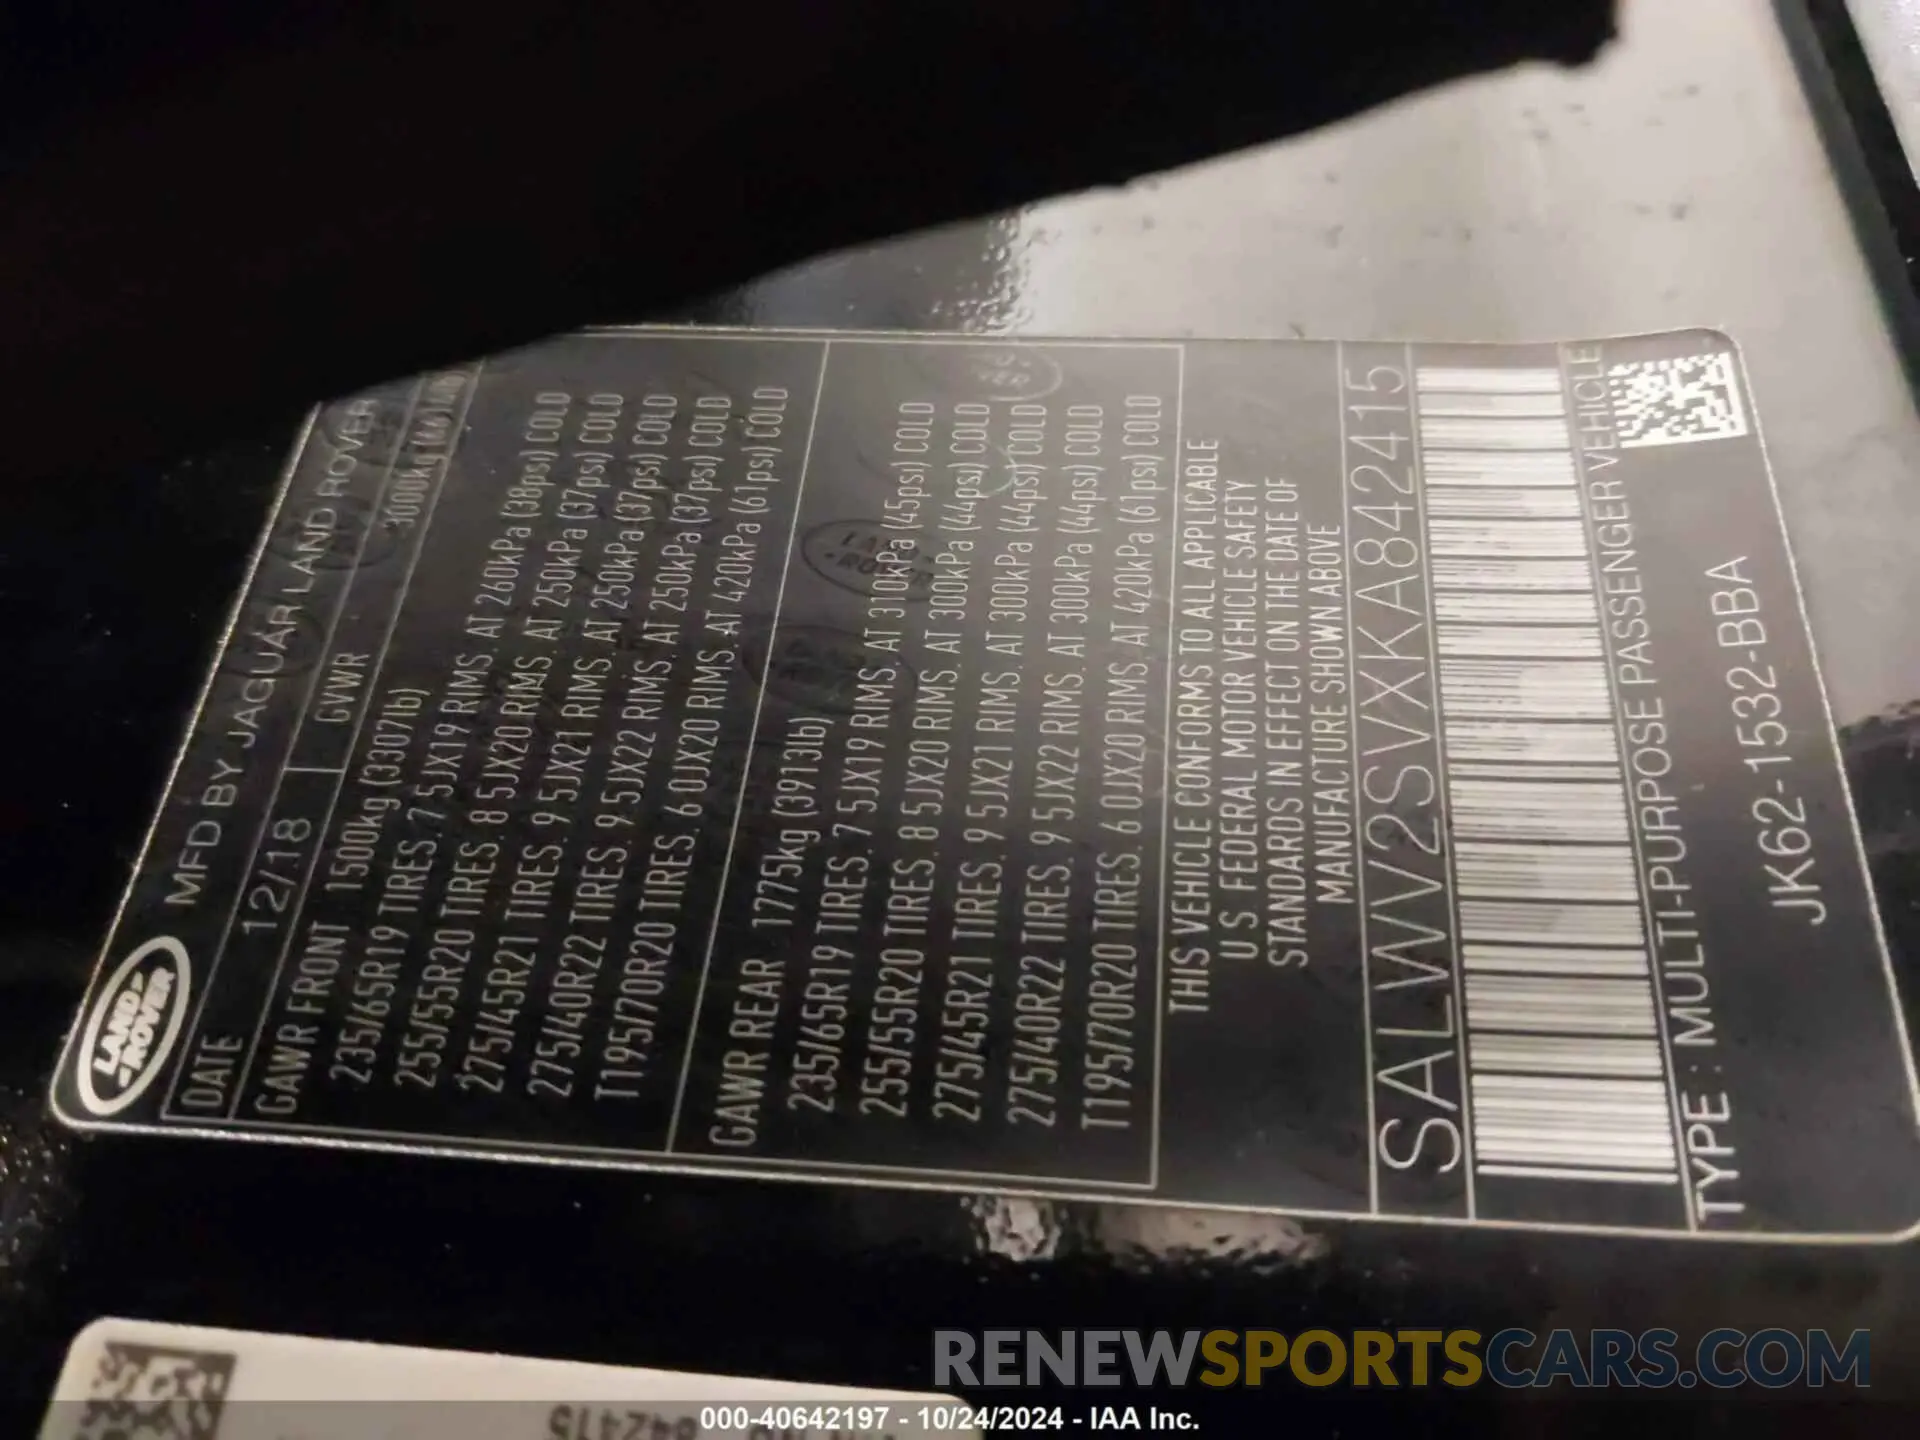 LAND ROVER
MFD BY JAGUAR LAND ROVER
DATE 12/18 GVWR 3000kg
GAWR FRONT 1500kg (3307lb)
235/65R19 TIRES. 7 5JX19 RIMS. AT 260kPa (38psi) COLD
255/55R20 TIRES. 8 5JX20 RIMS. AT 250kPa (37psi) COLD
275/45R21 TIRES. 9 5JX21 RIMS. AT 250kPa (37psi) COLD
275/40R22 TIRES. 9 5JX22 RIMS. AT 250kPa (37psi) COLD
T195/70R20 TIRES. 6 0JX20 RIMS. AT 420kPa (61psi) COLD
GAWR REAR 1775kg (3913lb)
235/65R19 TIRES. 7 5JX19 RIMS. AT 310kPa (45psi) COLD
255/55R20 TIRES. 8 5JX20 RIMS. AT 300kPa (44psi) COLD
275/45R21 TIRES. 9 5JX21 RIMS. AT 300kPa (44psi) COLD
275/40R22 TIRES. 9 5JX22 RIMS. AT 300kPa (44psi) COLD
T195/70R20 TIRES. 6 0JX20 RIMS. AT 420kPa (61psi) COLD
THIS VEHICLE CONFORMS TO ALL APPLICABLE
U S FEDERAL MOTOR VEHICLE SAFETY
STANDARDS IN EFFECT ON THE DATE OF
MANUFACTURE SHOWN ABOVE
SALWV2SVXKA842415
TYPE : MULTI-PURPOSE PASSENGER VEHICLE
JK62-1532-BBA
842415
RENEWSPORTSCARS.COM
000-40642197 - 10/24/2024 - IAA Inc.